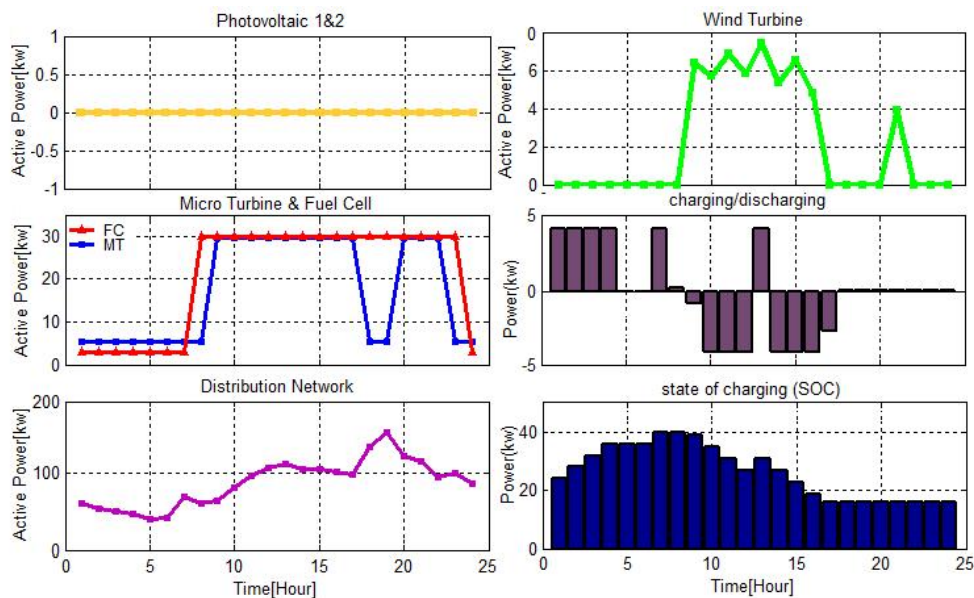 Photovoltaic 1&2
Active Power[kw]
1
0.5
0
-0.5
-1
Wind Turbine
Active Power[kw]
0
6
4
2
0
Micro Turbine & Fuel Cell
Active Power[kw]
30
20
10
0
FC
MT
charging/discharging
Power(kw)
5
0
-5
Distribution Network
Active Power[kw]
200
100
0
0 5 10 15 20 25
Time[Hour]
state of charging (SOC)
Power(kw)
40
20
0
0 5 10 15 20 25
Time[Hour]